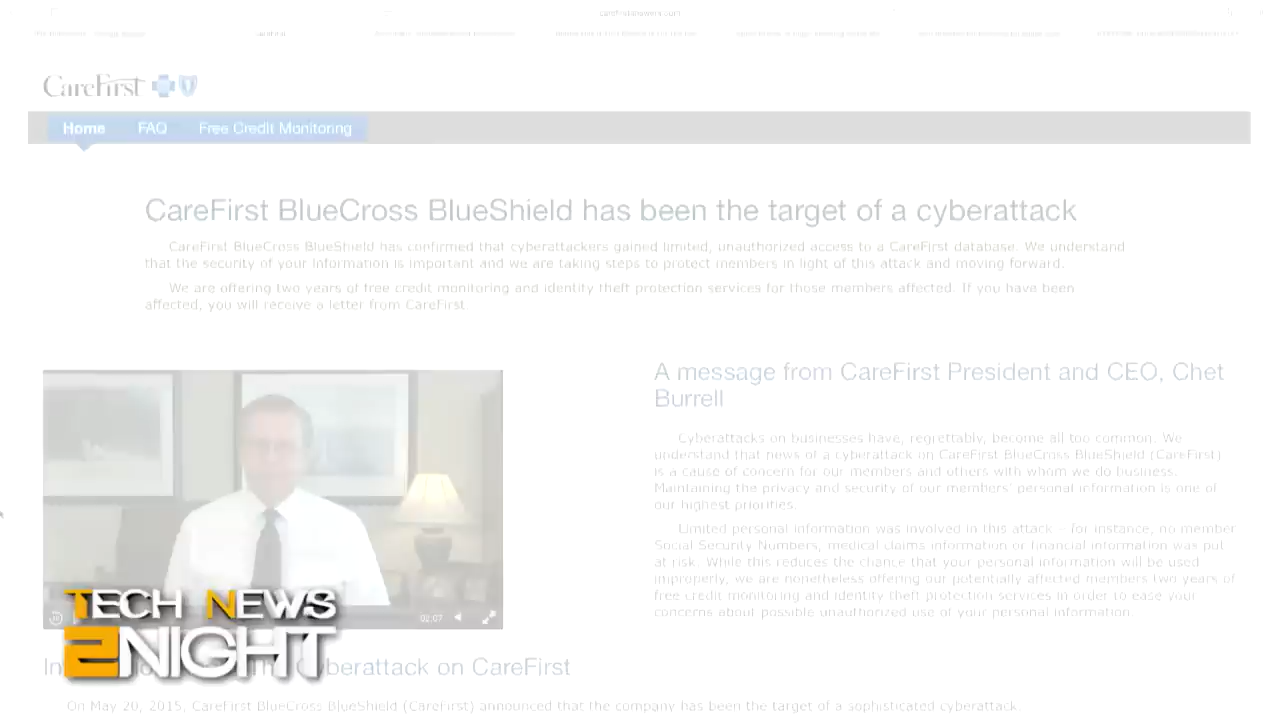 carefirstanswers.com
CareFirst
Home FAQ Free Credit Monitoring
CareFirst BlueCross BlueShield has been the target of a cyberattack
CareFirst BlueCross BlueShield has confirmed that cyberattackers gained limited, unauthorized access to a CareFirst database. We understand
that the security of your information is important and we are taking steps to protect members in light of this attack and moving forward.
We are offering two years of free credit monitoring and identity theft protection services for those members affected. If you have been
affected, you will receive a letter from CareFirst.
A message from CareFirst President and CEO, Chet
Burrell
Cyberattacks on businesses have, regrettably, become all too common. We
understand that news of a cyberattack on CareFirst BlueCross BlueShield (CareFirst)
is a cause of concern for our members and others with whom we do business.
Maintaining the privacy and security of our members' personal information is one of
our highest priorities.
Limited personal information was involved in this attack – for instance, no member
Social Security Numbers, medical claims information or financial information was put
at risk. While this reduces the chance that your personal information will be used
improperly, we are nonetheless offering our potentially affected members two years of
free credit monitoring and identity theft protection services in order to ease your
concerns about possible unauthorized use of your personal information.
02:07
TECH NEWS
2NIGHT
Cyberattack on CareFirst
On May 20, 2015, CareFirst BlueCross BlueShield (CareFirst) announced that the company has been the target of a sophisticated cyberattack.